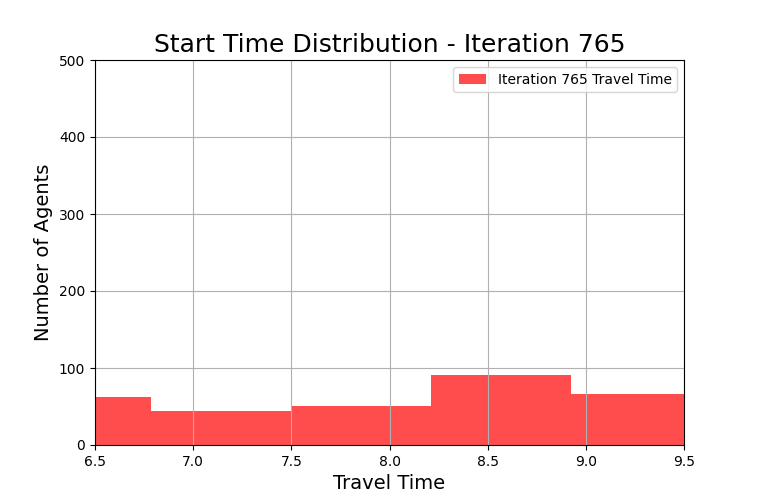 Start Time Distribution - Iteration 765
Iteration 765 Travel Time
Number of Agents
500
400
300
200
100
0
6.5 7.0 7.5 8.0 8.5 9.0 9.5
Travel Time